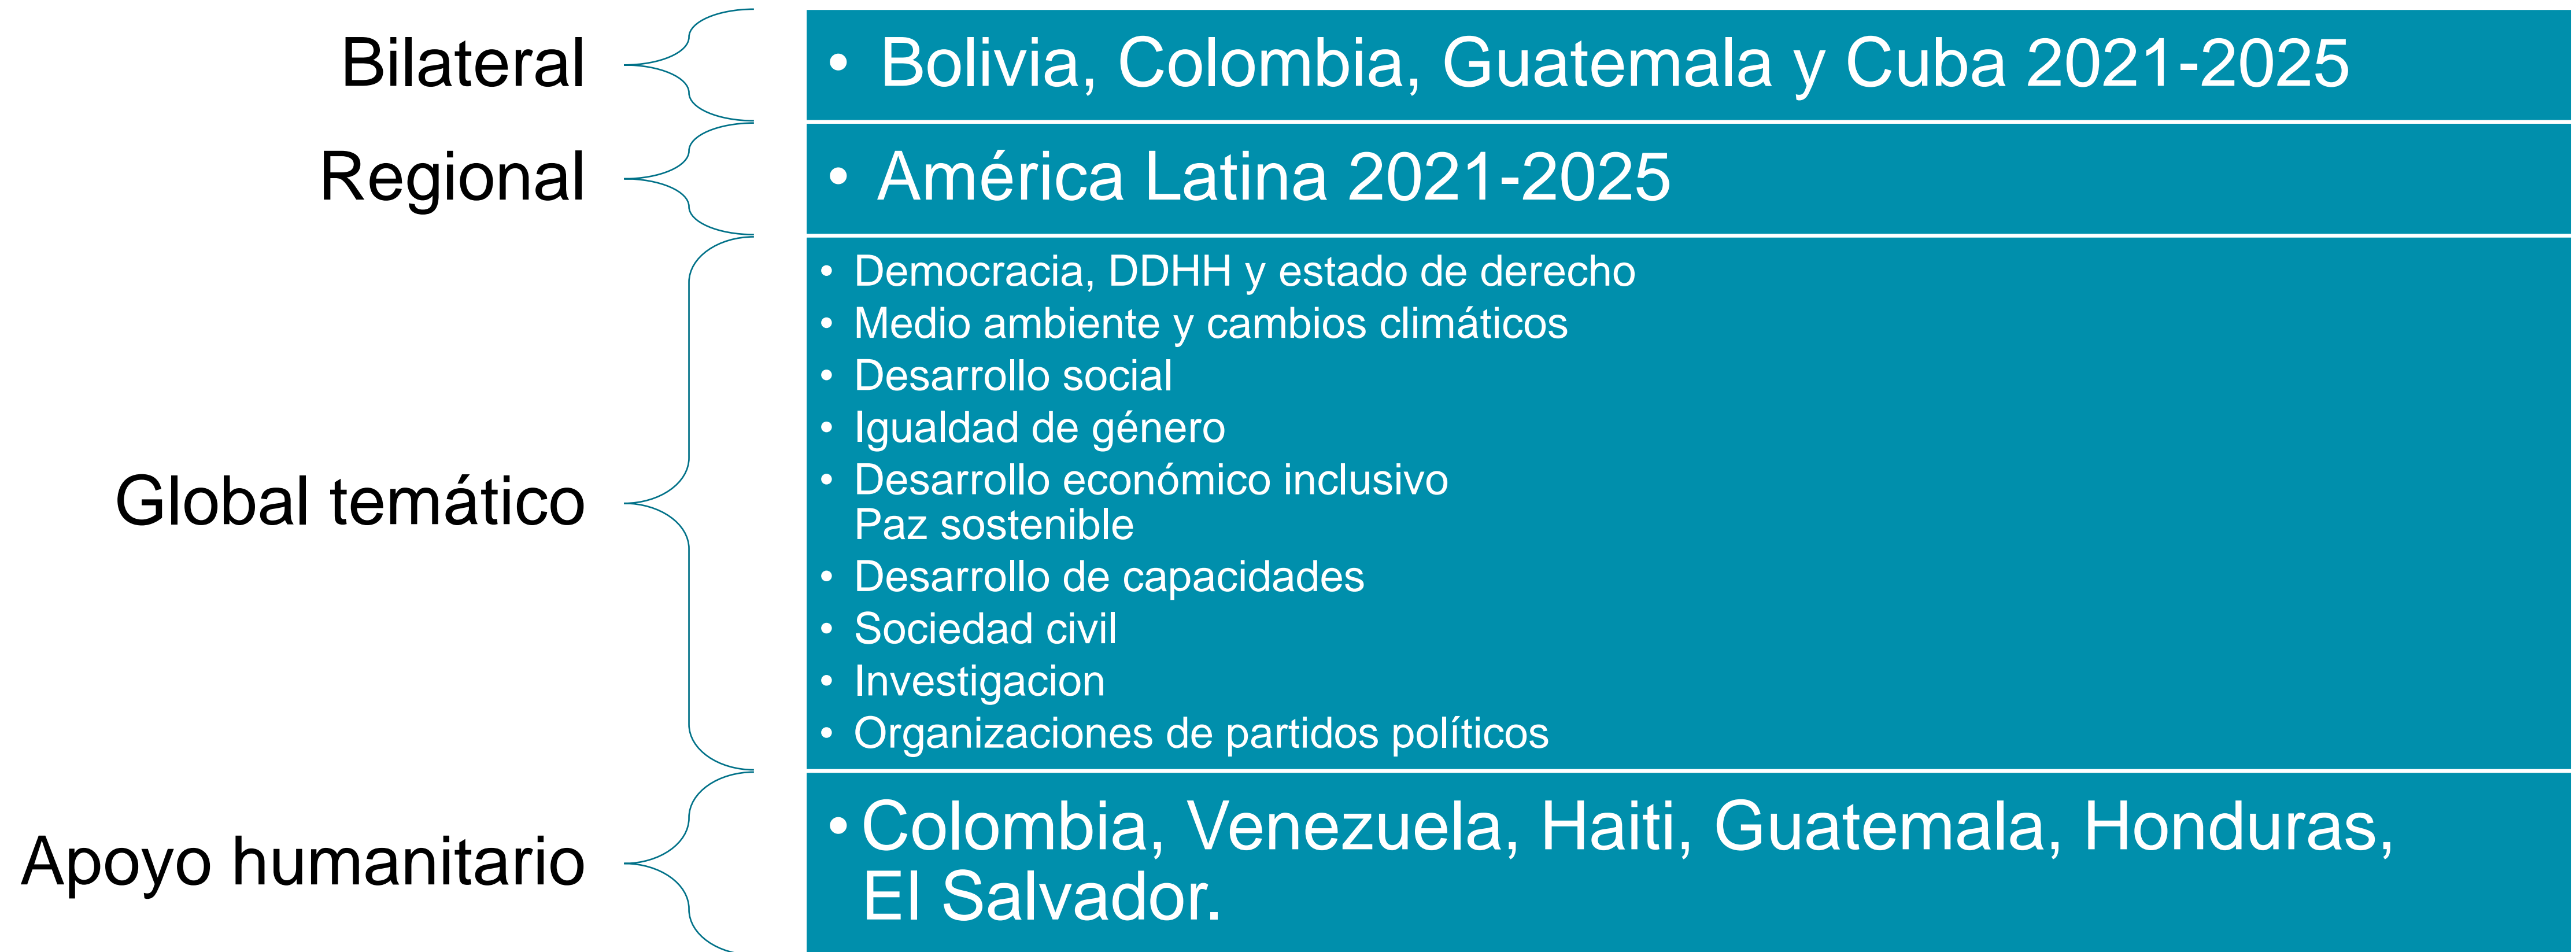 Bilateral
• Bolivia, Colombia, Guatemala y Cuba 2021-2025
Regional
• América Latina 2021-2025
Global temático
• Democracia, DDHH y estado de derecho
• Medio ambiente y cambios climáticos
• Desarrollo social
• Igualdad de género
• Desarrollo económico inclusivo
Paz sostenible
• Desarrollo de capacidades
• Sociedad civil
• Investigacion
• Organizaciones de partidos políticos
Apoyo humanitario
• Colombia, Venezuela, Haiti, Guatemala, Honduras,
El Salvador.